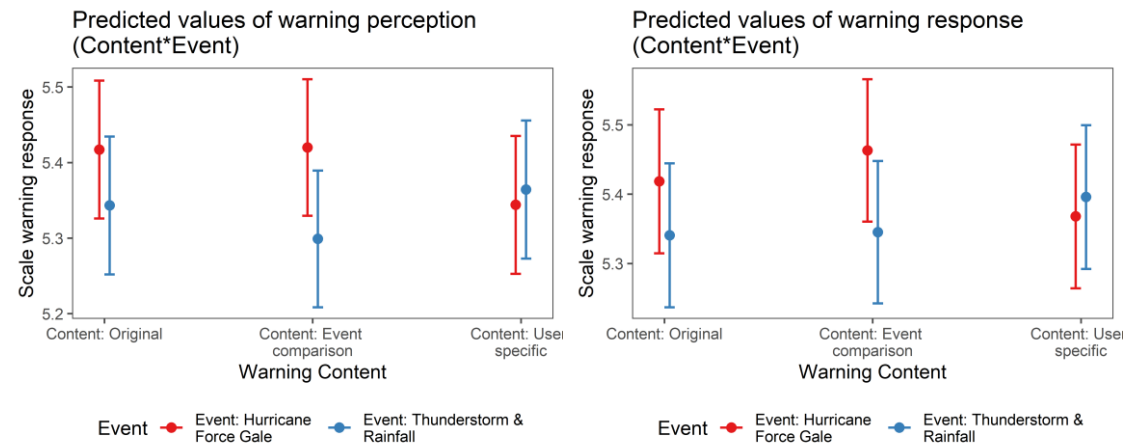 Predicted values of warning perception
(Content*Event)
Scale warning response
5.5
5.4
5.3
5.2
Content: Original
Content: Event
comparison
Content: User
specific
Warning Content
Event
Event: Hurricane
Force Gale
Event: Thunderstorm &
Rainfall
Predicted values of warning response
(Content*Event)
Scale warning response
5.5
5.4
5.3
Content: Original
Content: Event
comparison
Content: User
specific
Warning Content
Event
Event: Hurricane
Force Gale
Event: Thunderstorm &
Rainfall